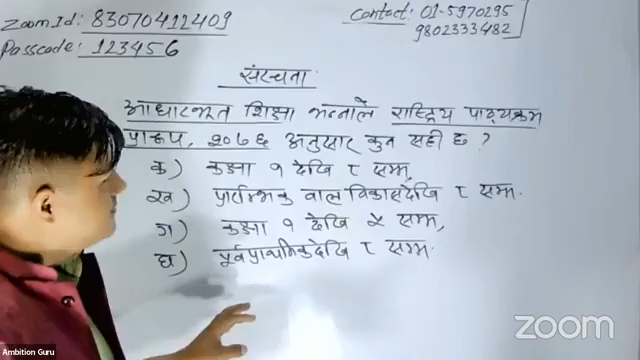 Zoom Id: 83070412409
Passcode: 123456
Contact: 01-5970295
9802333482
संरचना
आधारभूत शिक्षा भन्नाले राष्ट्रिय पाठ्यक्रम
प्रारूप, २०७६ अनुसार कुन सही छ ?
क) कक्षा १ देखि ८ सम्म
ख) प्रारम्भिक वाल विकासदेखि ८ सम्म.
ग) कक्षा १ देखि ५ सम्म,
घ) पूर्वप्राथमिकदेखि ८ सम्म.
zoom
Ambition Guru